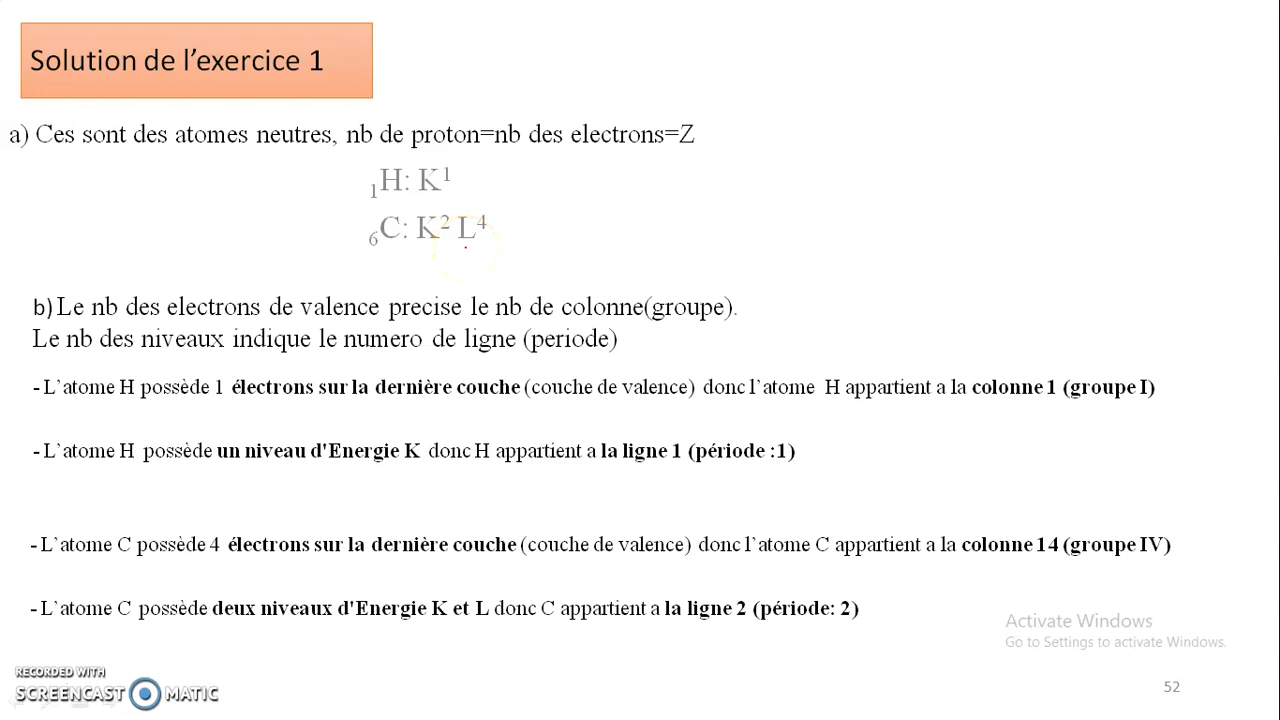 Solution de l’exercice 1
a) Ces sont des atomes neutres, nb de proton=nb des electrons=Z
₁H: K¹
₆C: K² L⁴
b) Le nb des electrons de valence precise le nb de colonne(groupe).
Le nb des niveaux indique le numero de ligne (periode)
- L’atome H possède 1 électrons sur la dernière couche (couche de valence) donc l’atome H appartient a la colonne 1 (groupe I)
- L’atome H possède un niveau d'Energie K donc H appartient a la ligne 1 (période :1)
- L’atome C possède 4 électrons sur la dernière couche (couche de valence) donc l’atome C appartient a la colonne 14 (groupe IV)
- L’atome C possède deux niveaux d'Energie K et L donc C appartient a la ligne 2 (période: 2)
Activate Windows
Go to Settings to activate Windows.
RECORDED WITH
SCREENCAST MATIC
52